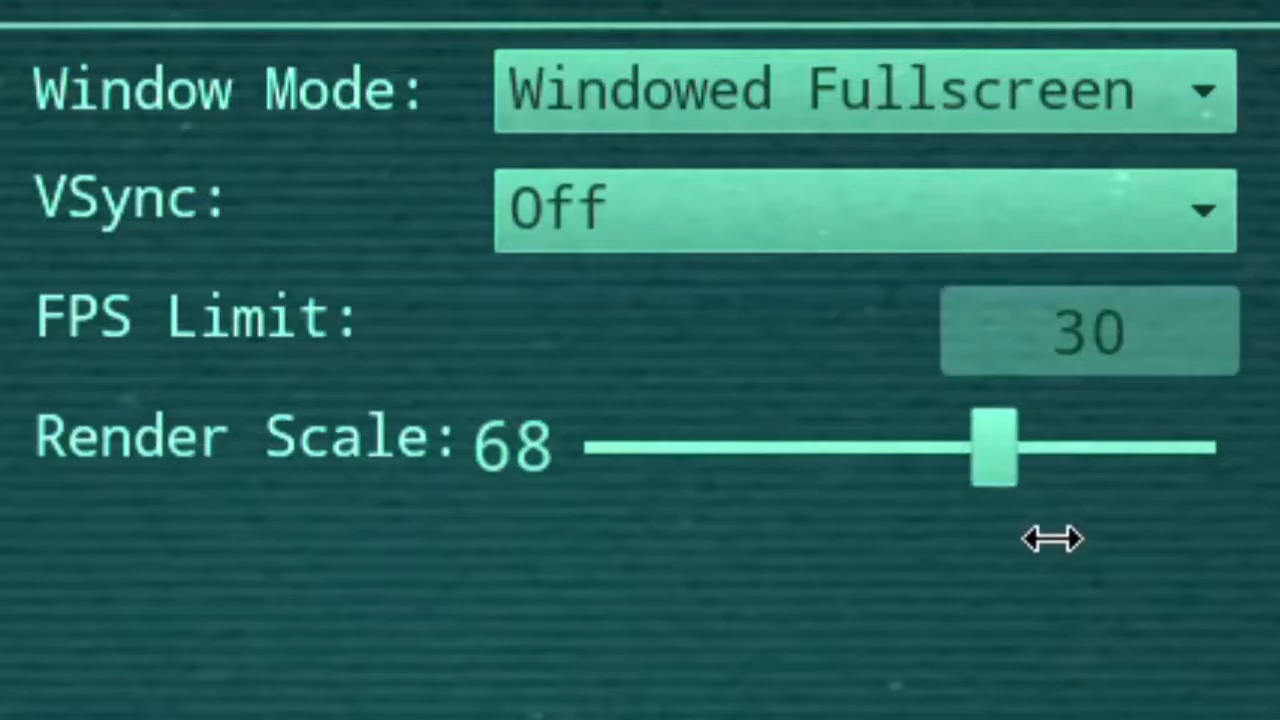 Window Mode: Windowed Fullscreen
VSync: Off
FPS Limit: 30
Render Scale: 68